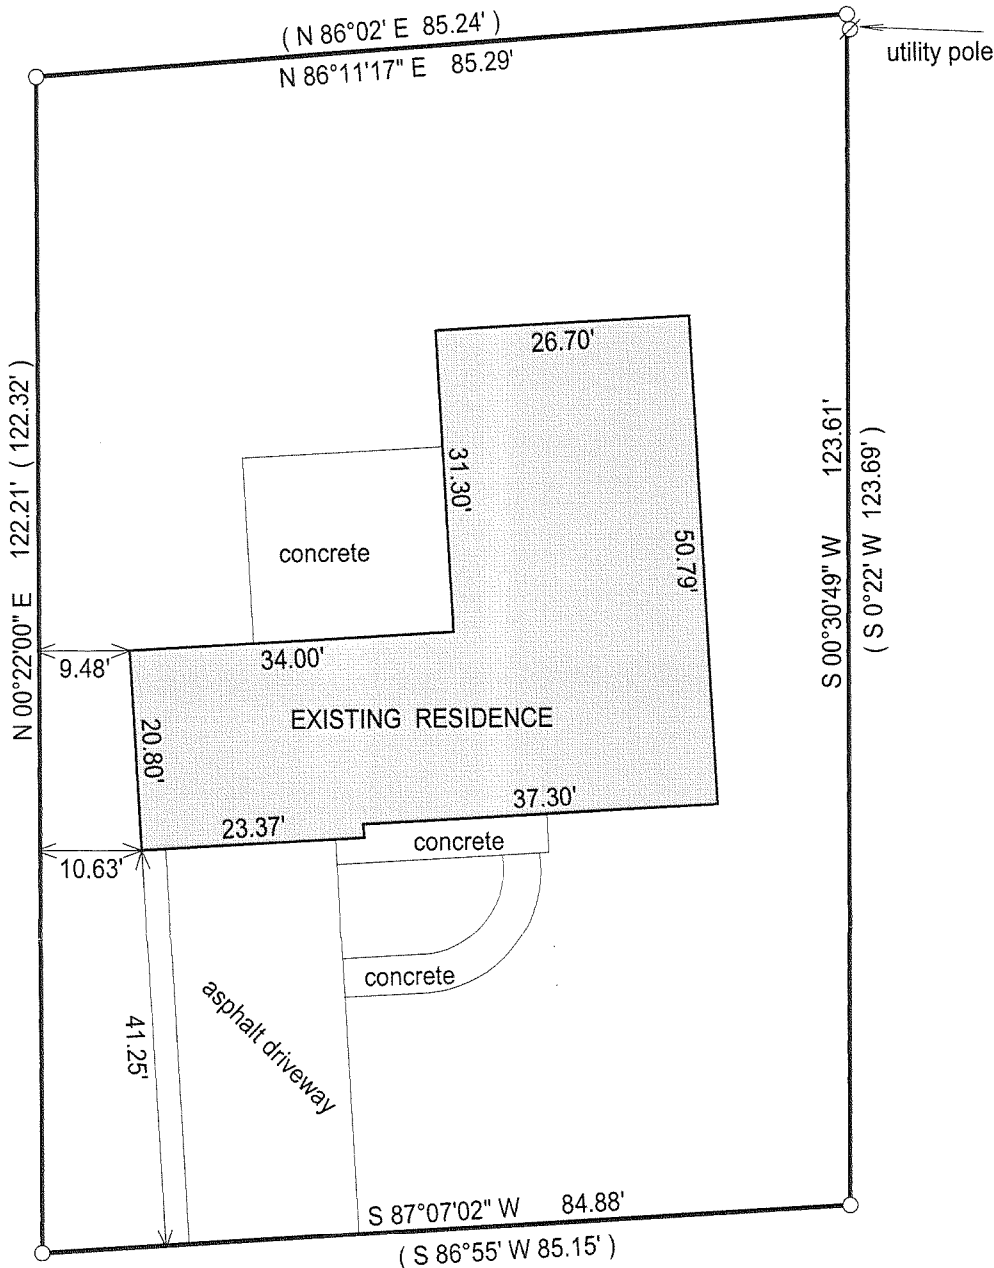 ( N 86°02' E 85.24' )
N 86°11'17" E 85.29'
utility pole
26.70'
N 00°22'00" E 122.21' ( 122.32' )
31.30'
S 00°30'49" W 123.61'
( S 0°22' W 123.69' )
concrete
50.79'
9.48'
34.00'
EXISTING RESIDENCE
20.80'
37.30'
23.37'
concrete
10.63'
concrete
asphalt driveway
41.25'
S 87°07'02" W 84.88'
( S 86°55' W 85.15' )